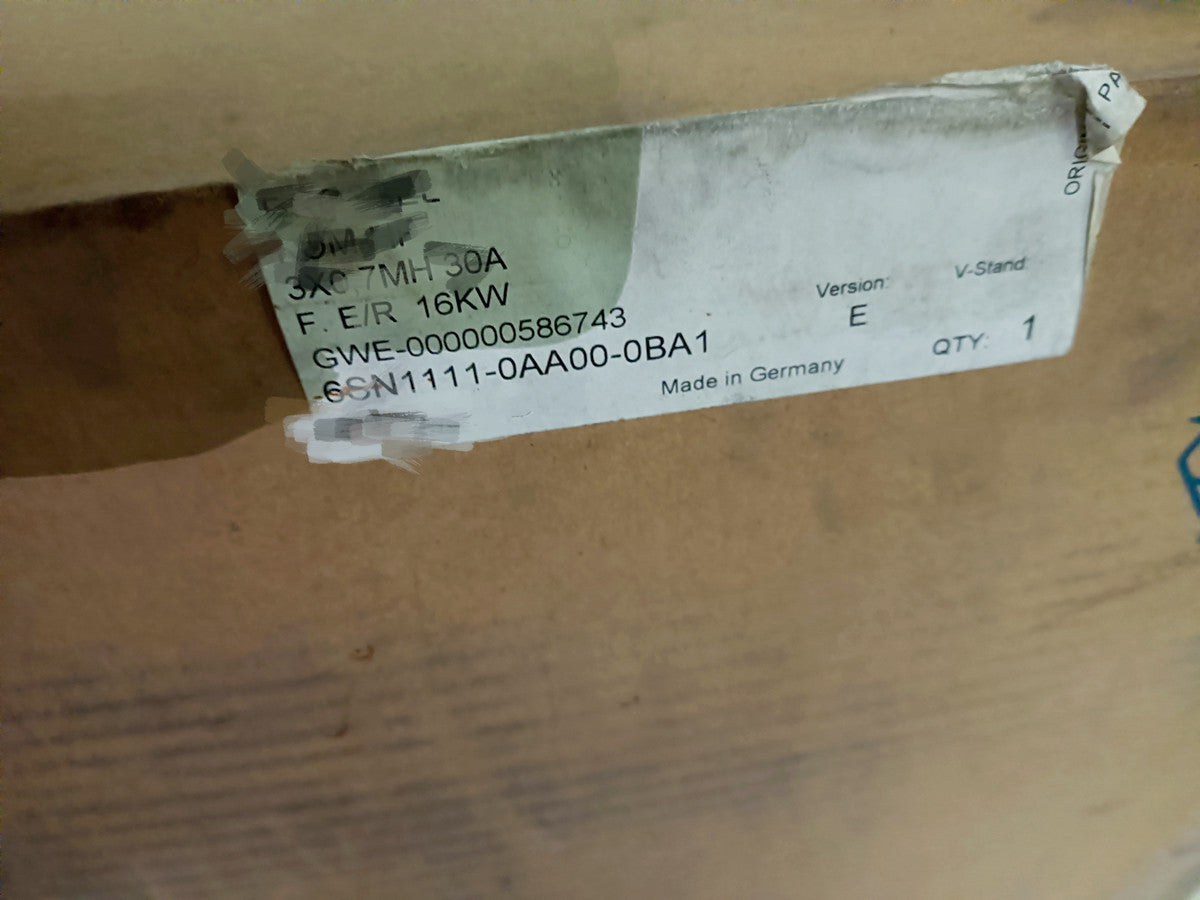 3X0.7MH 30A
F. E/R 16KW
GWE-000000586743
-6SN1111-0AA00-0BA1
Made in Germany
Version:
E
V-Stand
QTY: 1